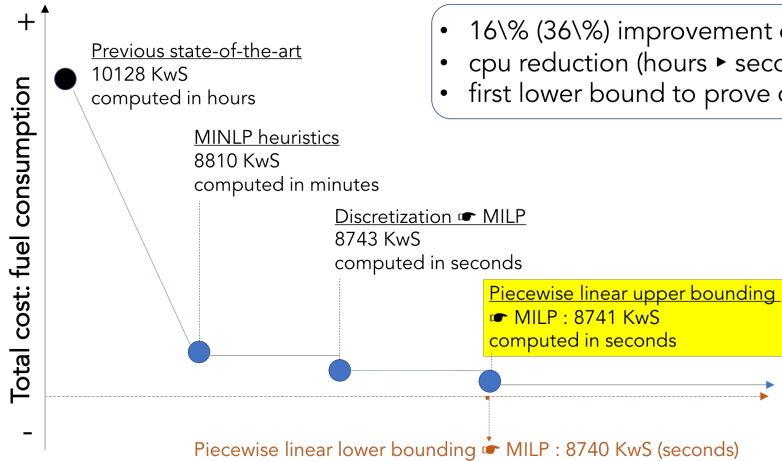 +
Total cost: fuel consumption
-
Previous state-of-the-art
10128 KwS
computed in hours
• 16\% (36\%) improvement
• cpu reduction (hours ▸
• first lower bound to prove
MINLP heuristics
8810 KwS
computed in minutes
Discretization ☛ MILP
8743 KwS
computed in seconds
Piecewise linear upper bounding
☛ MILP : 8741 KwS
computed in seconds
Piecewise linear lower bounding ☛ MILP : 8740 KwS (seconds)